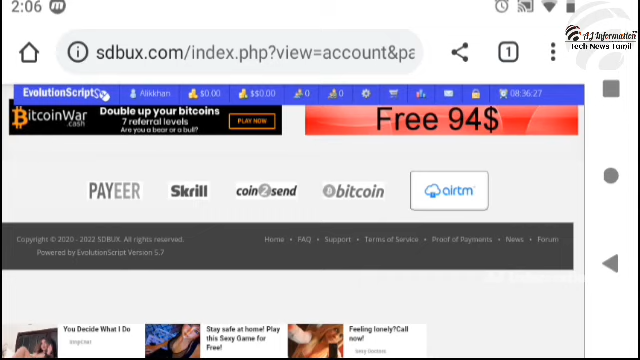 2:06
AJ Information
Tech News Tamil
sdbux.com/index.php?view=account&pa
1
EvolutionScript
Alikkhan
$0.00
$$0.00
0
0
08:36:27
BitcoinWar
.cash
Double up your bitcoins
7 referral levels
Are you a bear or a bull?
PLAY NOW
Free 94$
PAYEER
Skrill
coin2send
bitcoin
airtm
Copyright © 2020 - 2022 SDBUX. All rights reserved.
Home • FAQ • Support • Terms of Service • Proof of Payments • News • Forum
Powered by EvolutionScript Version 5.7
You Decide What I Do
Stay safe at home! Play
this Sexy Game for
Free!
Feeling lonely?Call
now!